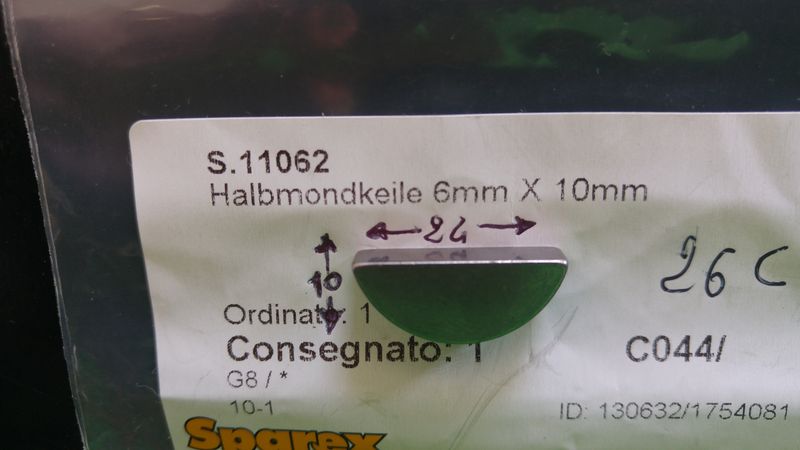 S.11062
Halbmondkeile 6mm X 10mm
24
10
26 C
Ordinato: 1
Consegnato: 1
C044/
G8 / *
10-1
ID: 130632/1754081
Sparex